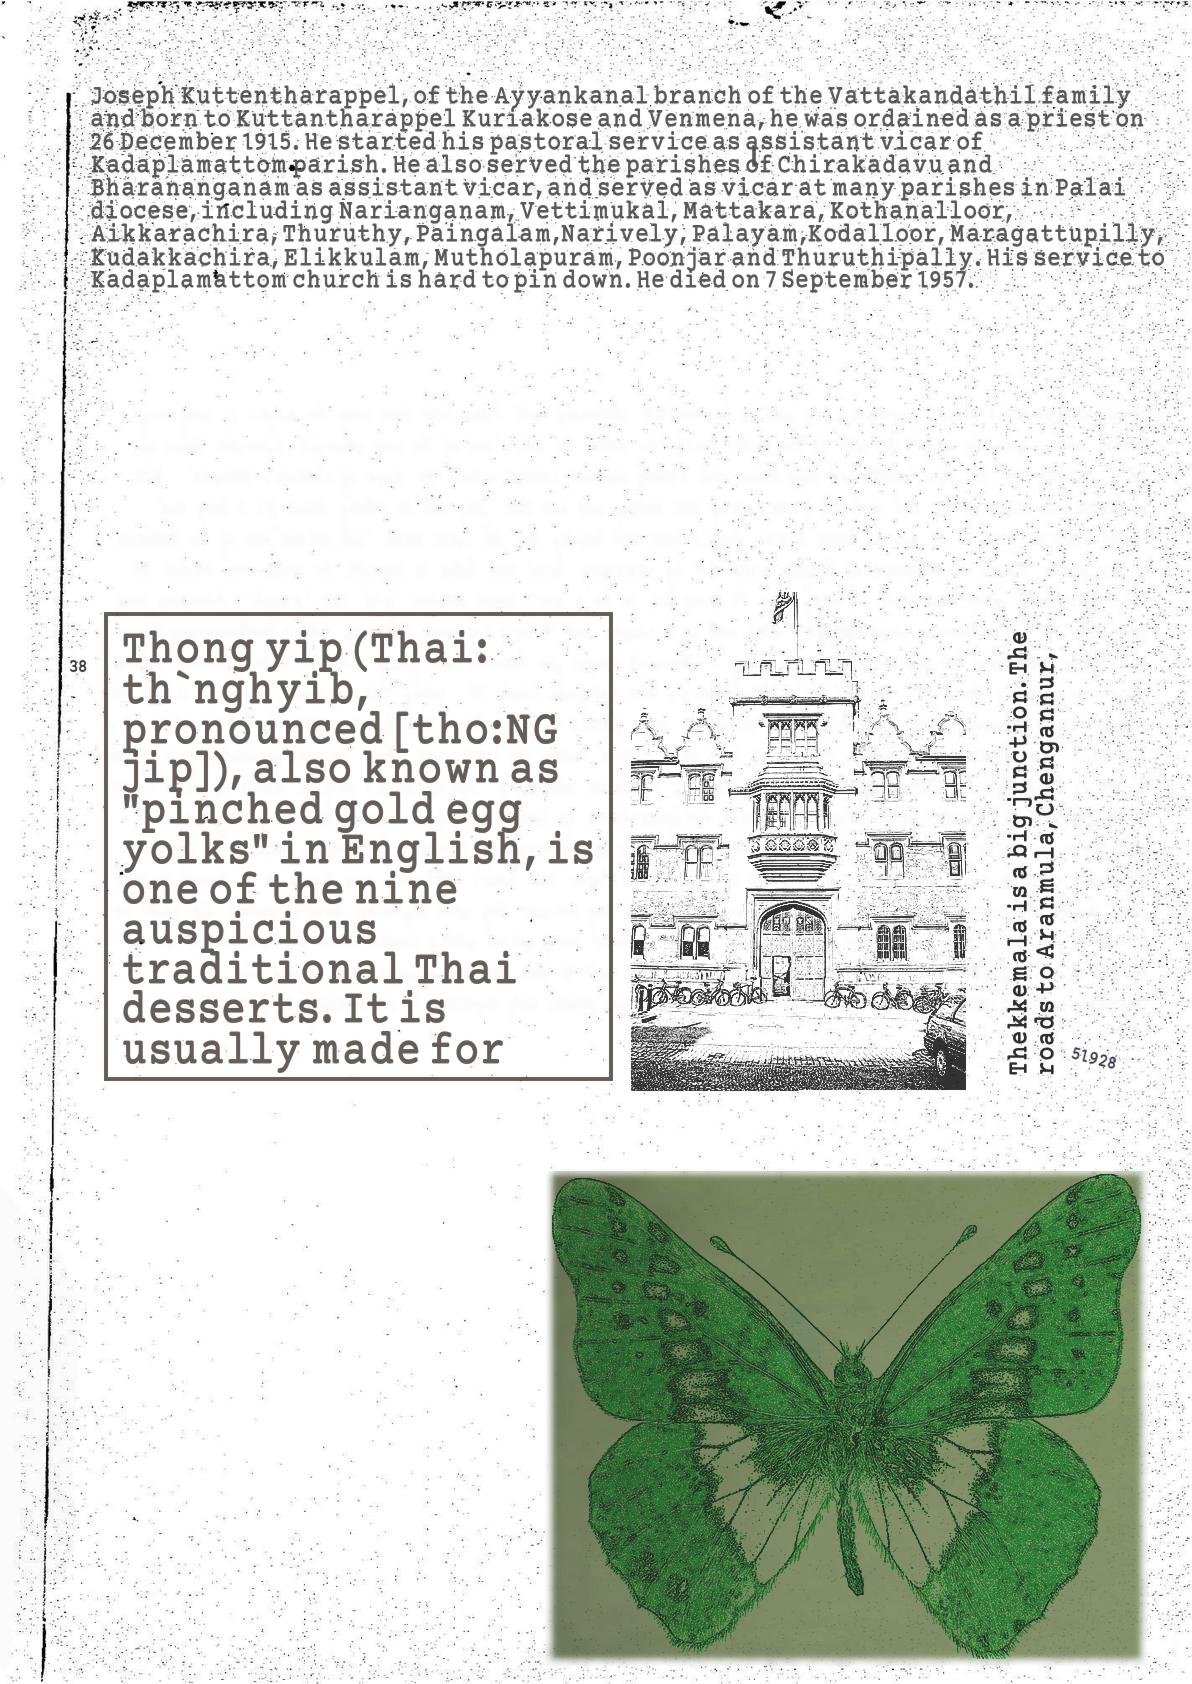 Joseph Kuttentharappel, of the Ayyankanal branch of the Vattakandathil family
and born to Kuttantharappel Kuriakose and Venmena, he was ordained as a priest on
26 December 1915. He started his pastoral service as assistant vicar of
Kadaplamattom parish. He also served the parishes of Chirakadavu and
Bharananganam as assistant vicar, and served as vicar at many parishes in Palai
diocese, including Narianganam, Vettimukal, Mattakara, Kothanalloor,
Aikkarachira, Thuruthy, Paingalam,Narively, Palayam,Kodalloor, Maragattupilly,
Kudakkachira, Elikkulam, Mutholapuram, Poonjar and Thuruthipally. His service to
Kadaplamattom church is hard to pin down. He died on 7 September 1957.
38
Thong yip (Thai:
th`nghyib,
pronounced [tho:NG
jip]), also known as
"pinched gold egg
yolks" in English, is
one of the nine
auspicious
traditional Thai
desserts. It is
usually made for
Thekkemala is a big junction. The
roads to Aranmula, Chengannur,
51928